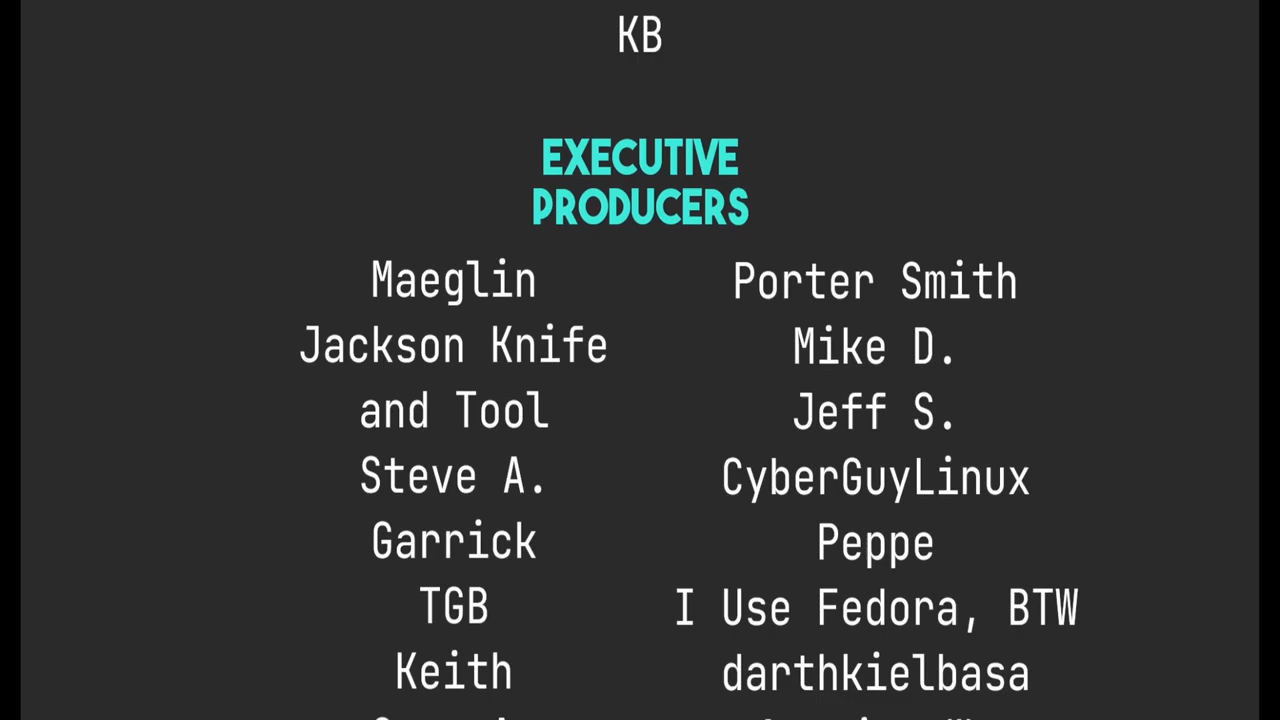 KB
EXECUTIVE
PRODUCERS
Maeglin
Jackson Knife
and Tool
Steve A.
Garrick
TGB
Keith
Porter Smith
Mike D.
Jeff S.
CyberGuyLinux
Peppe
I Use Fedora, BTW
darthkielbasa